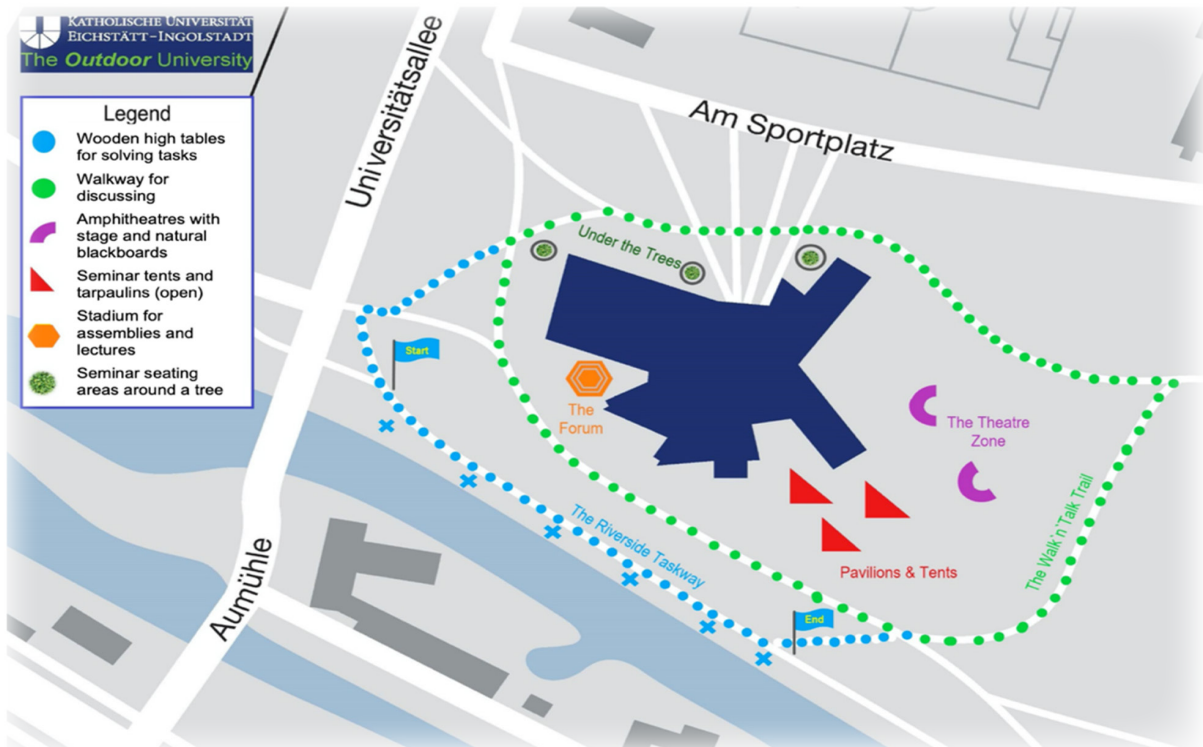 KATHOLISCHE UNIVERSITÄT
EICHSTÄTT-INGOLSTADT
The Outdoor University
Legend
Wooden high tables
for solving tasks
Walkway for
discussing
Amphitheatres with
stage and natural
blackboards
Seminar tents and
tarpaulins (open)
Stadium for
assemblies and
lectures
Seminar seating
areas around a tree
Universitätsallee
Am Sportplatz
Under the Trees
Start
The
Forum
The Theatre
Zone
The Riverside Taskway
Pavilions & Tents
The Walk'n'Talk Trail
End
Aumühle